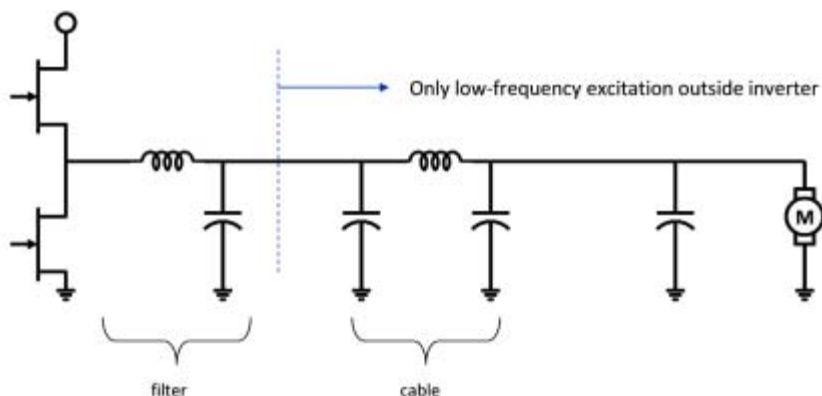 Only low-frequency excitation outside inverter
M
filter
cable